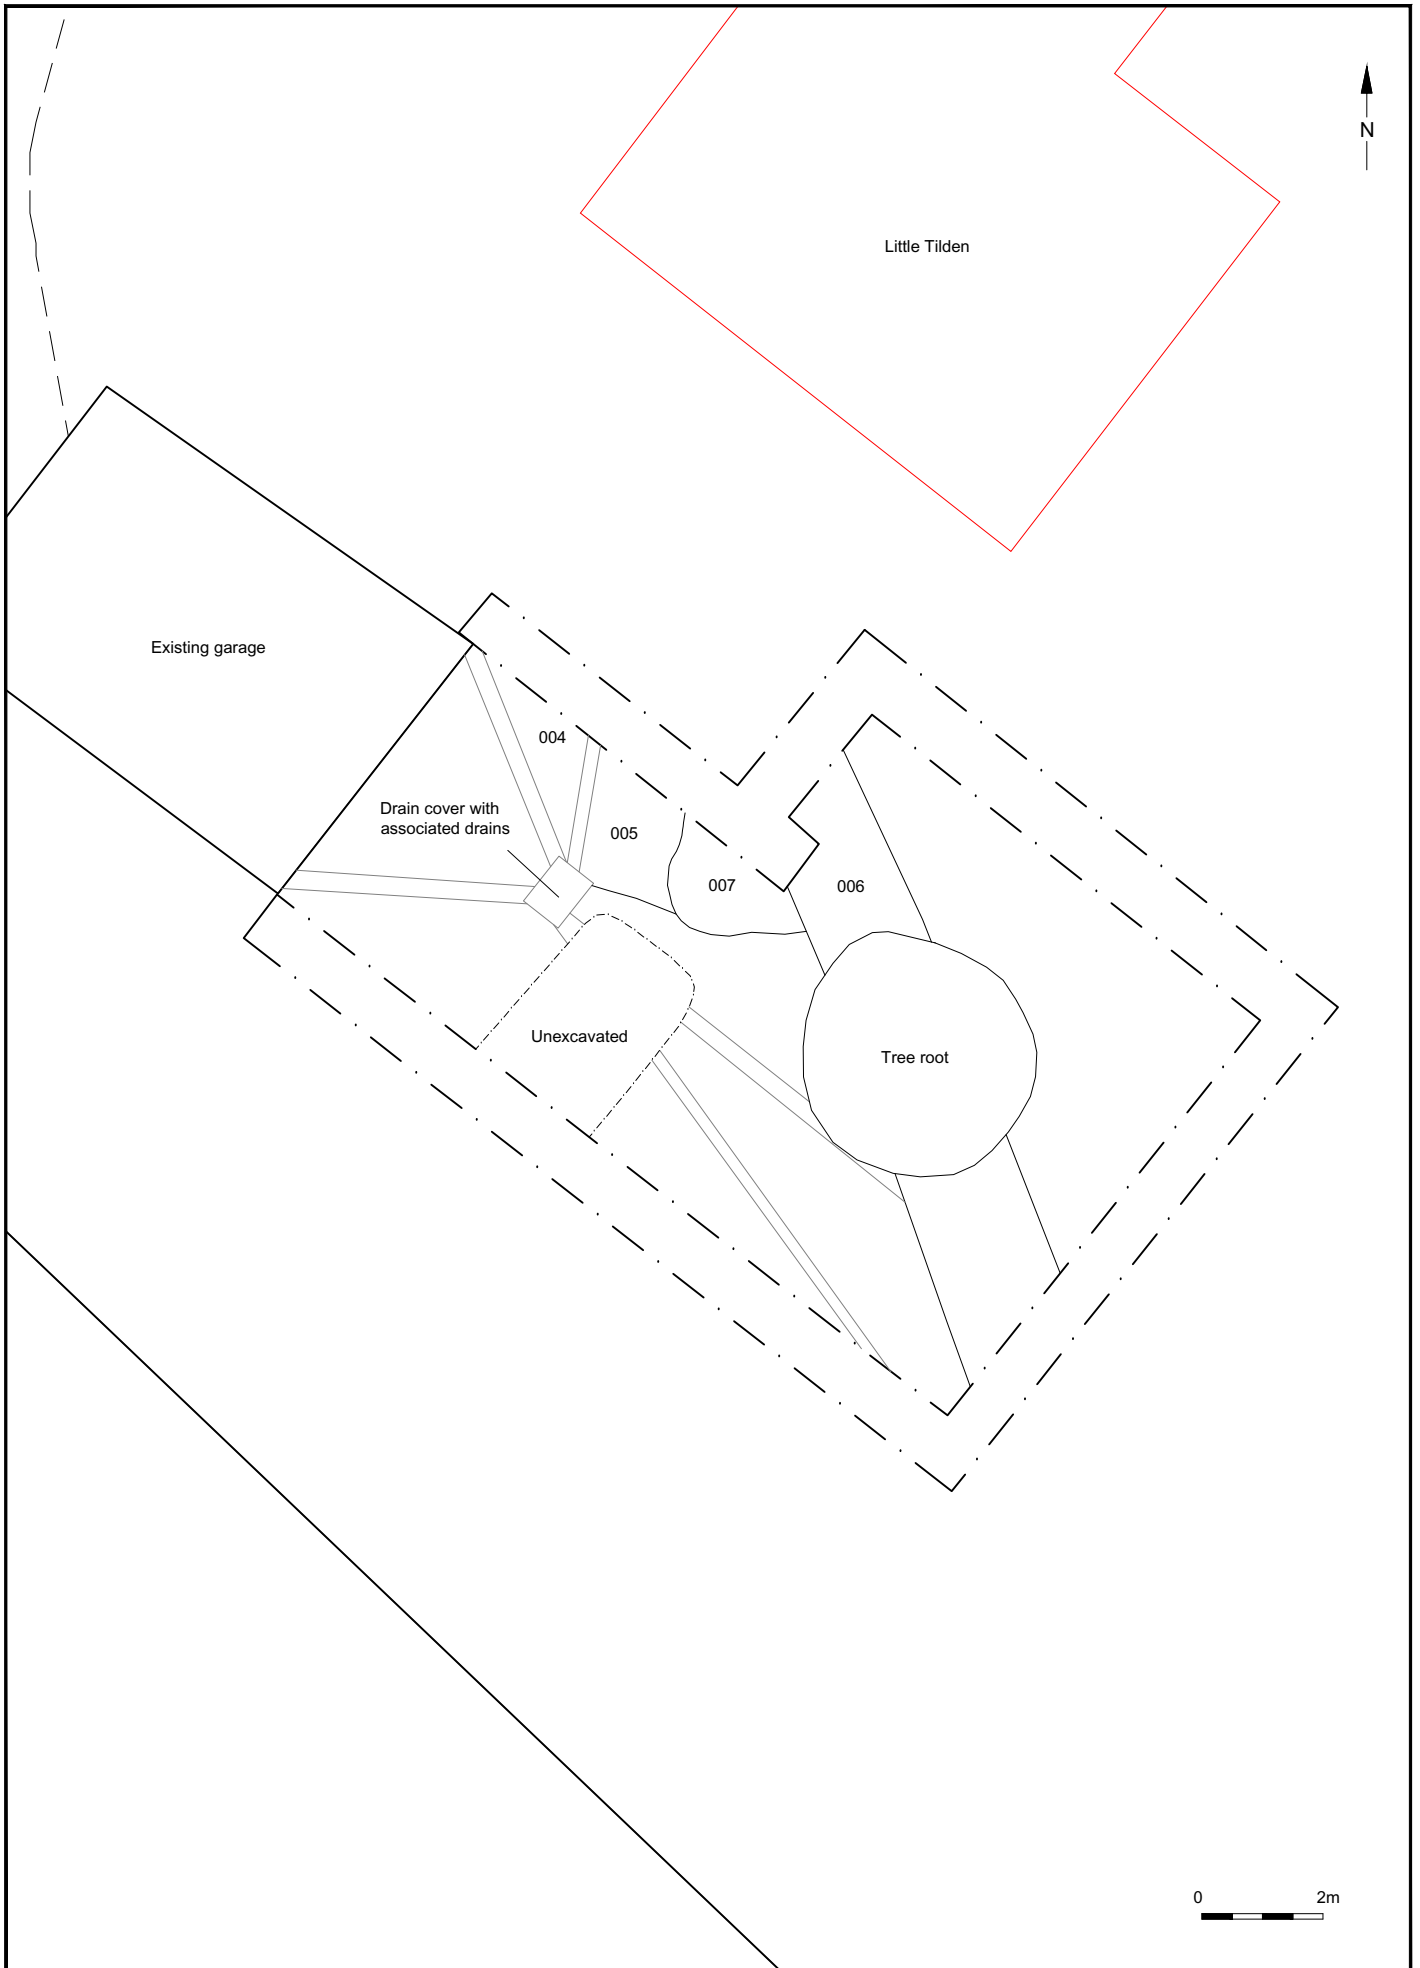 N
Little Tilden
Existing garage
004
Drain cover with
associated drains
005
007
006
Unexcavated
Tree root
0 2m